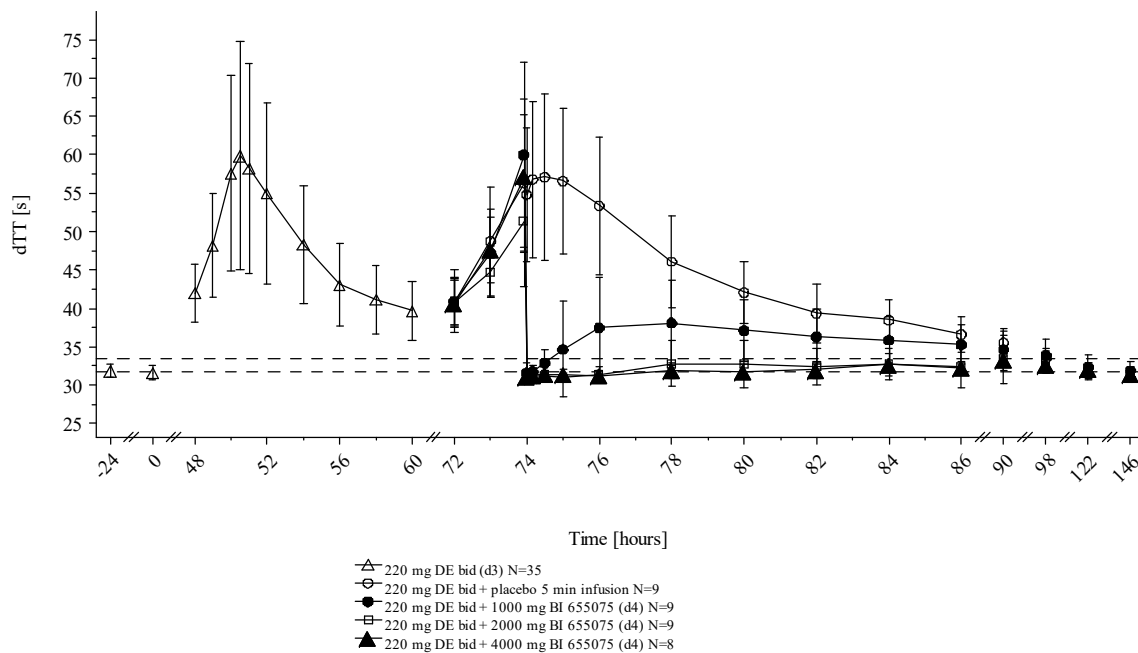 75
70
65
60
55
50
45
40
35
30
25
dTT [s]
-24 0 48 52 56 60 72 74 76 78 80 82 84 86 90 98 122 146
Time [hours]
220 mg DE bid (d3) N=35
220 mg DE bid + placebo 5 min infusion N=9
220 mg DE bid + 1000 mg BI 655075 (d4) N=9
220 mg DE bid + 2000 mg BI 655075 (d4) N=9
220 mg DE bid + 4000 mg BI 655075 (d4) N=8